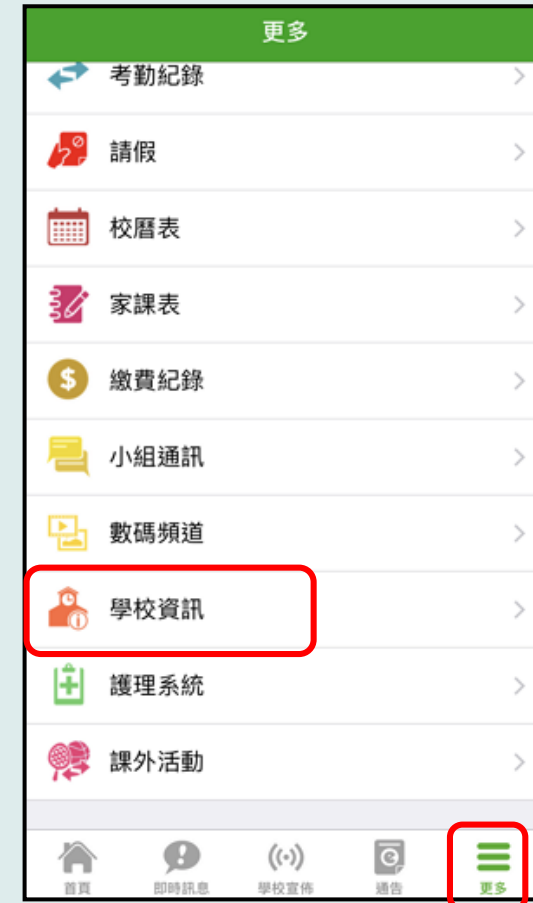 更多
考勤紀錄
請假
校曆表
家課表
繳費紀錄
小組通訊
數碼頻道
學校資訊
護理系統
課外活動
首頁 即時訊息 學校宣佈 通告 更多